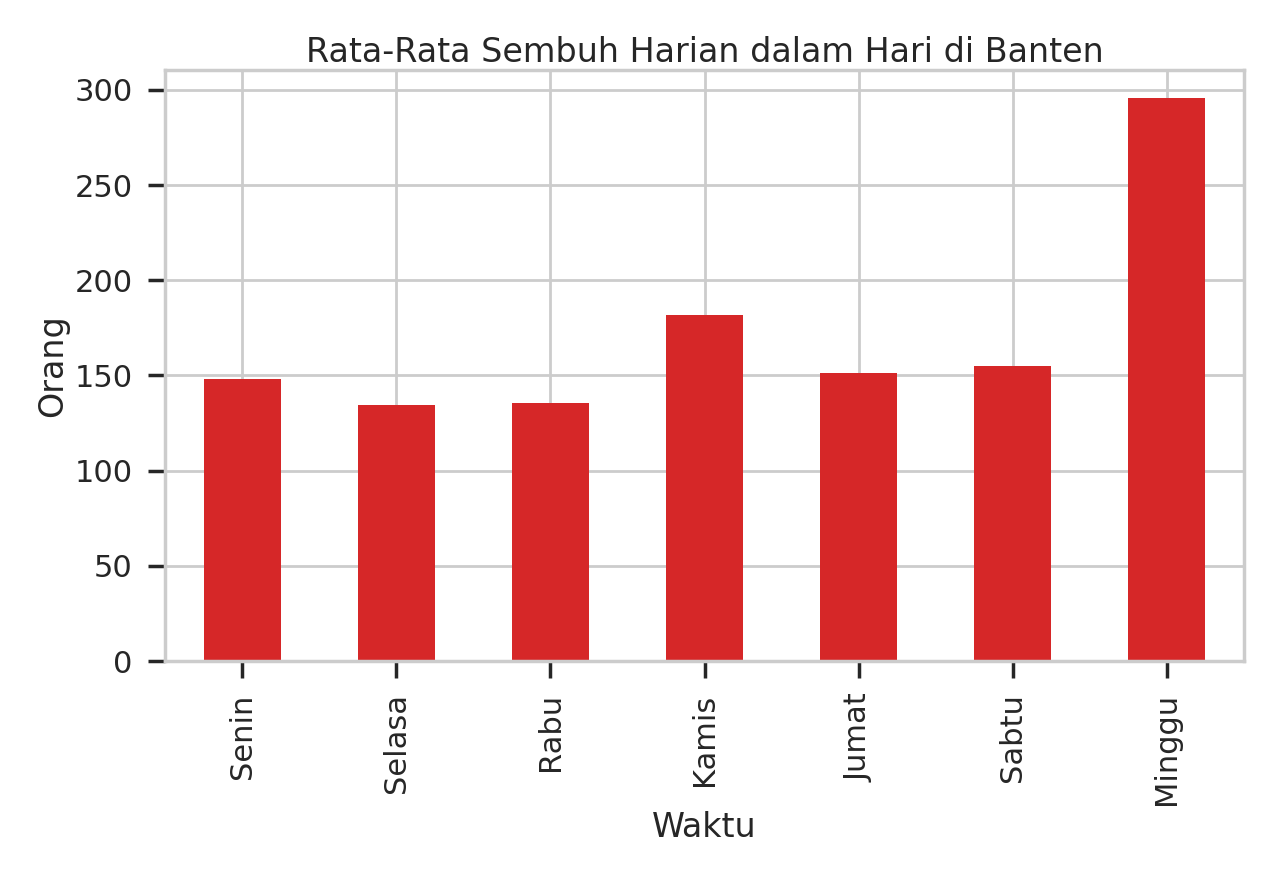 Rata-Rata Sembuh Harian dalam Hari di Banten
300
250
200
150
100
50
0
Orang
Senin
Selasa
Rabu
Kamis
Jumat
Sabtu
Minggu
Waktu